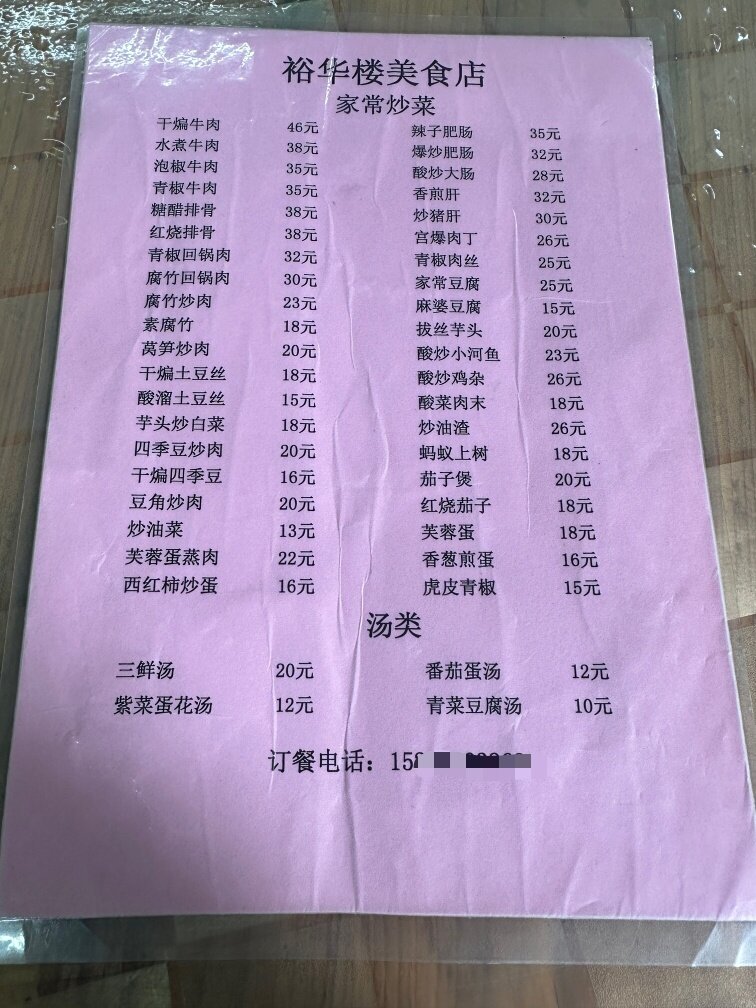 裕华楼美食店
家常炒菜
干煸牛肉 46元
水煮牛肉 38元
泡椒牛肉 35元
青椒牛肉 35元
糖醋排骨 38元
红烧排骨 38元
青椒回锅肉 32元
腐竹回锅肉 30元
腐竹炒肉 23元
素腐竹 18元
莴笋炒肉 20元
干煸土豆丝 18元
酸溜土豆丝 15元
芋头炒白菜 18元
四季豆炒肉 20元
干煸四季豆 16元
豆角炒肉 20元
炒油菜 13元
芙蓉蛋蒸肉 22元
西红柿炒蛋 16元
辣子肥肠 35元
爆炒肥肠 32元
酸炒大肠 28元
香煎肝 32元
炒猪肝 30元
宫爆肉丁 26元
青椒肉丝 25元
家常豆腐 25元
麻婆豆腐 15元
拔丝芋头 20元
酸炒小河鱼 23元
酸炒鸡杂 26元
酸菜肉末 18元
炒油渣 26元
蚂蚁上树 18元
茄子煲 20元
红烧茄子 18元
芙蓉蛋 18元
香葱煎蛋 16元
虎皮青椒 15元
汤类
三鲜汤 20元
紫菜蛋花汤 12元
番茄蛋汤 12元
青菜豆腐汤 10元
订餐电话：15